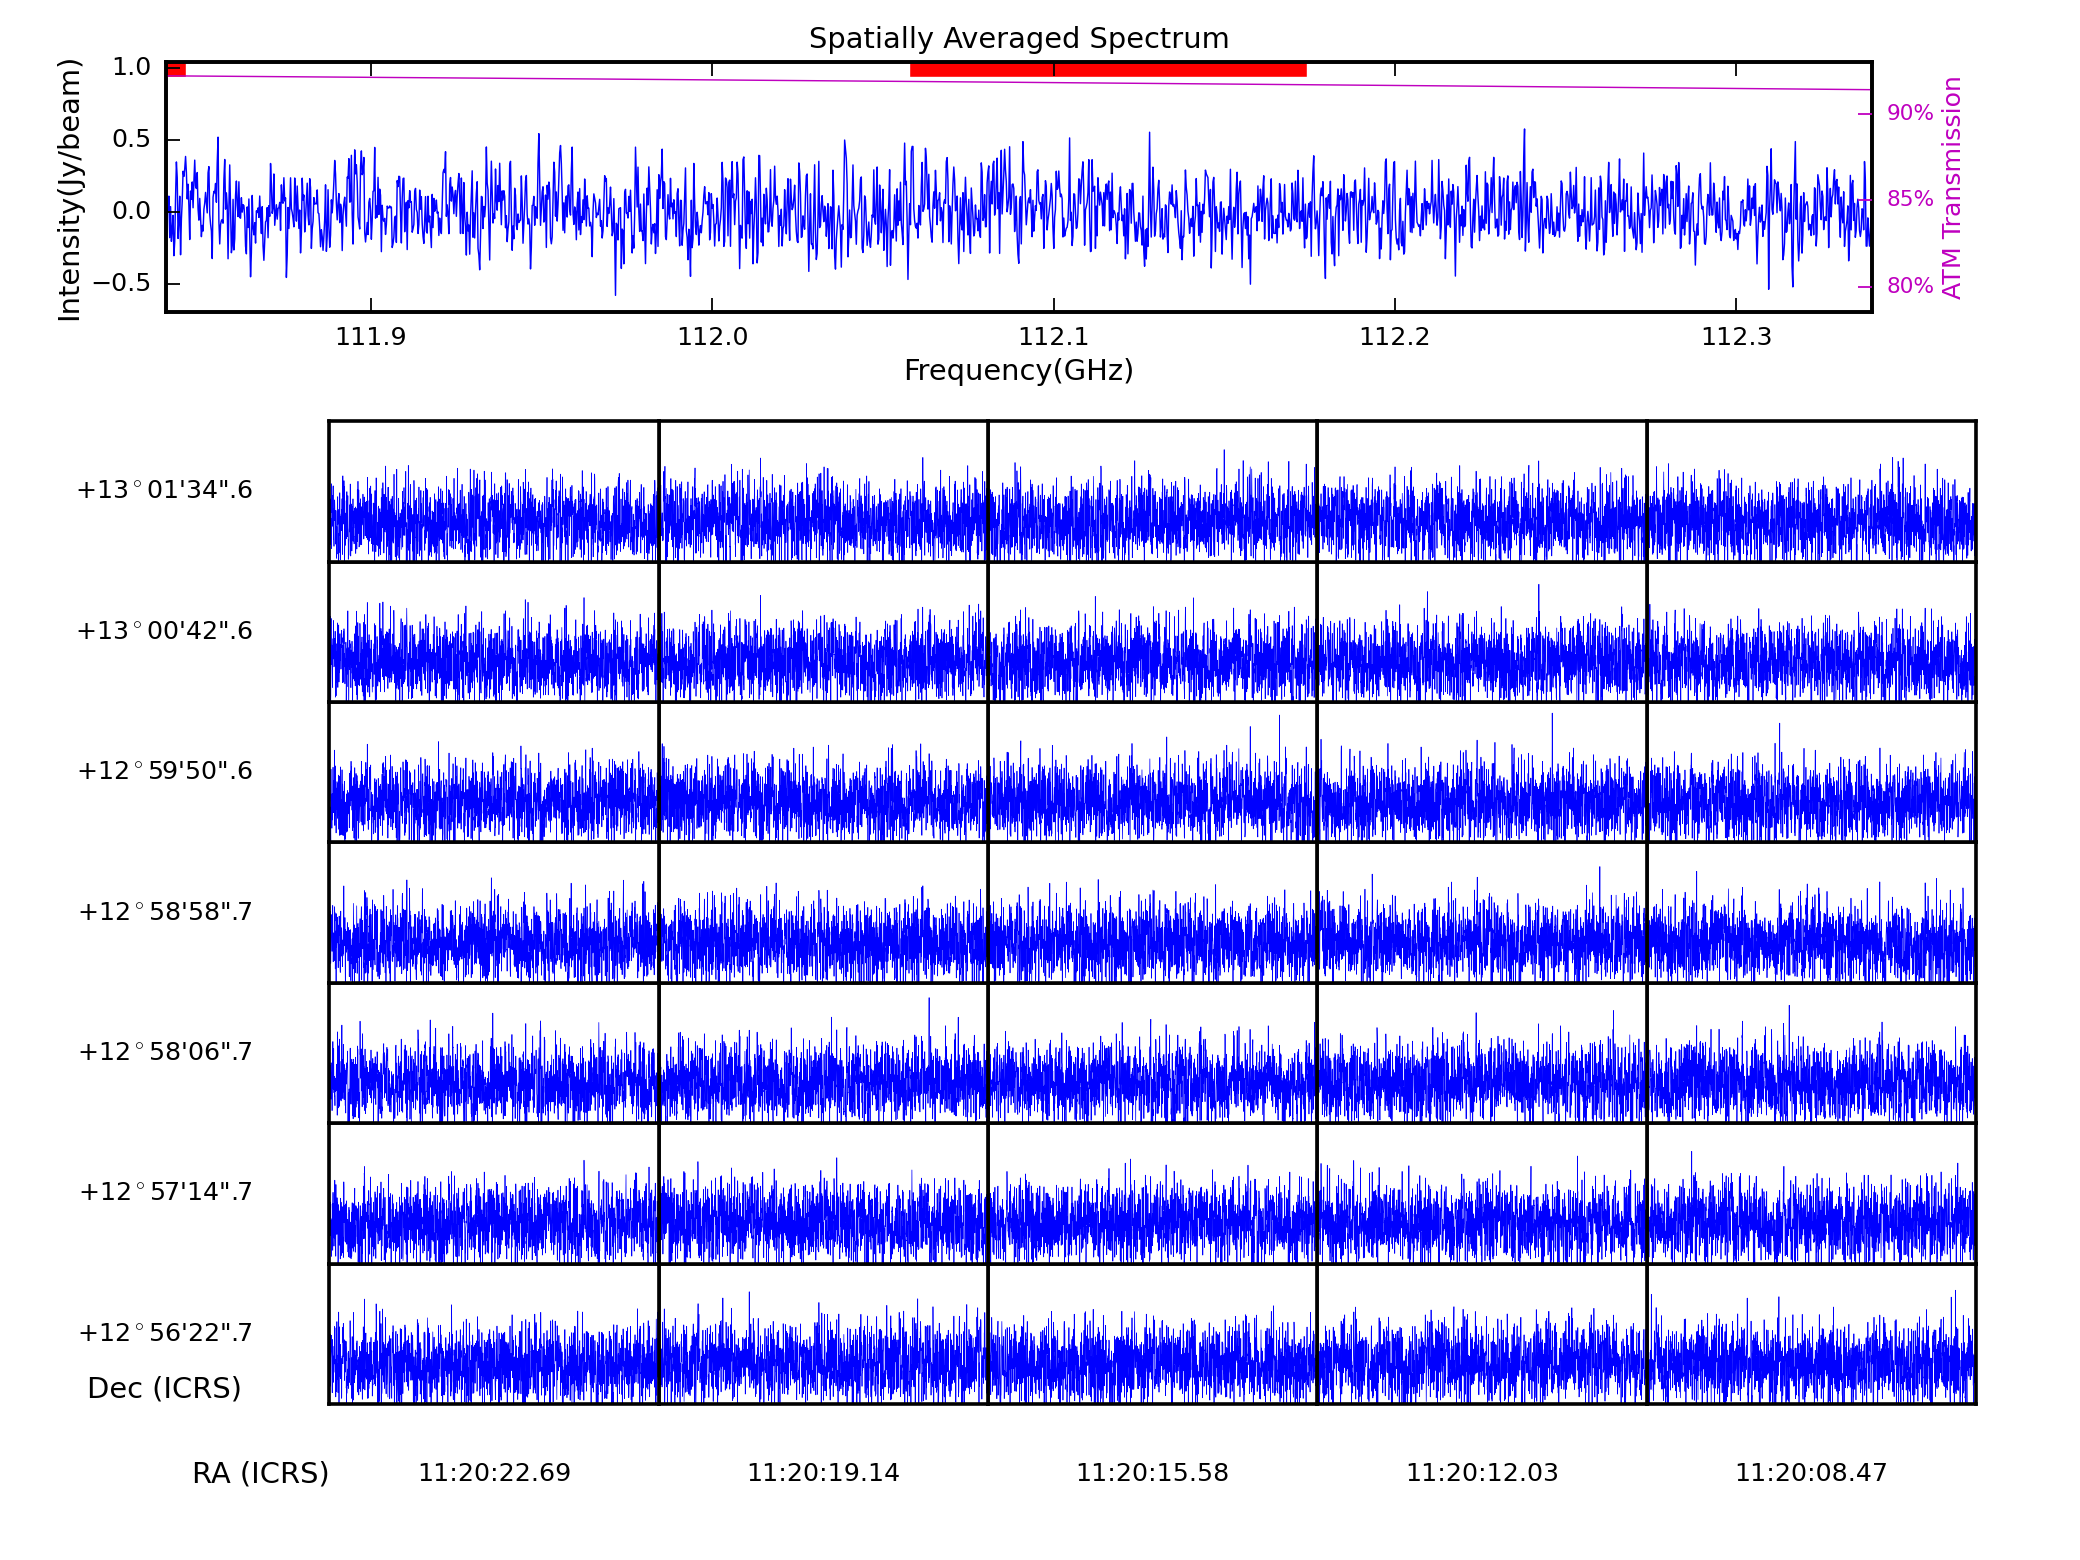 Spatially Averaged Spectrum
Intensity(Jy/beam)
1.0
0.5
0.0
−0.5
90%
85%
80%
ATM Transmission
111.9 112.0 112.1 112.2 112.3
Frequency(GHz)
+13°01'34".6
+13°00'42".6
+12°59'50".6
+12°58'58".7
+12°58'06".7
+12°57'14".7
+12°56'22".7
Dec (ICRS)
RA (ICRS) 11:20:22.69 11:20:19.14 11:20:15.58 11:20:12.03 11:20:08.47